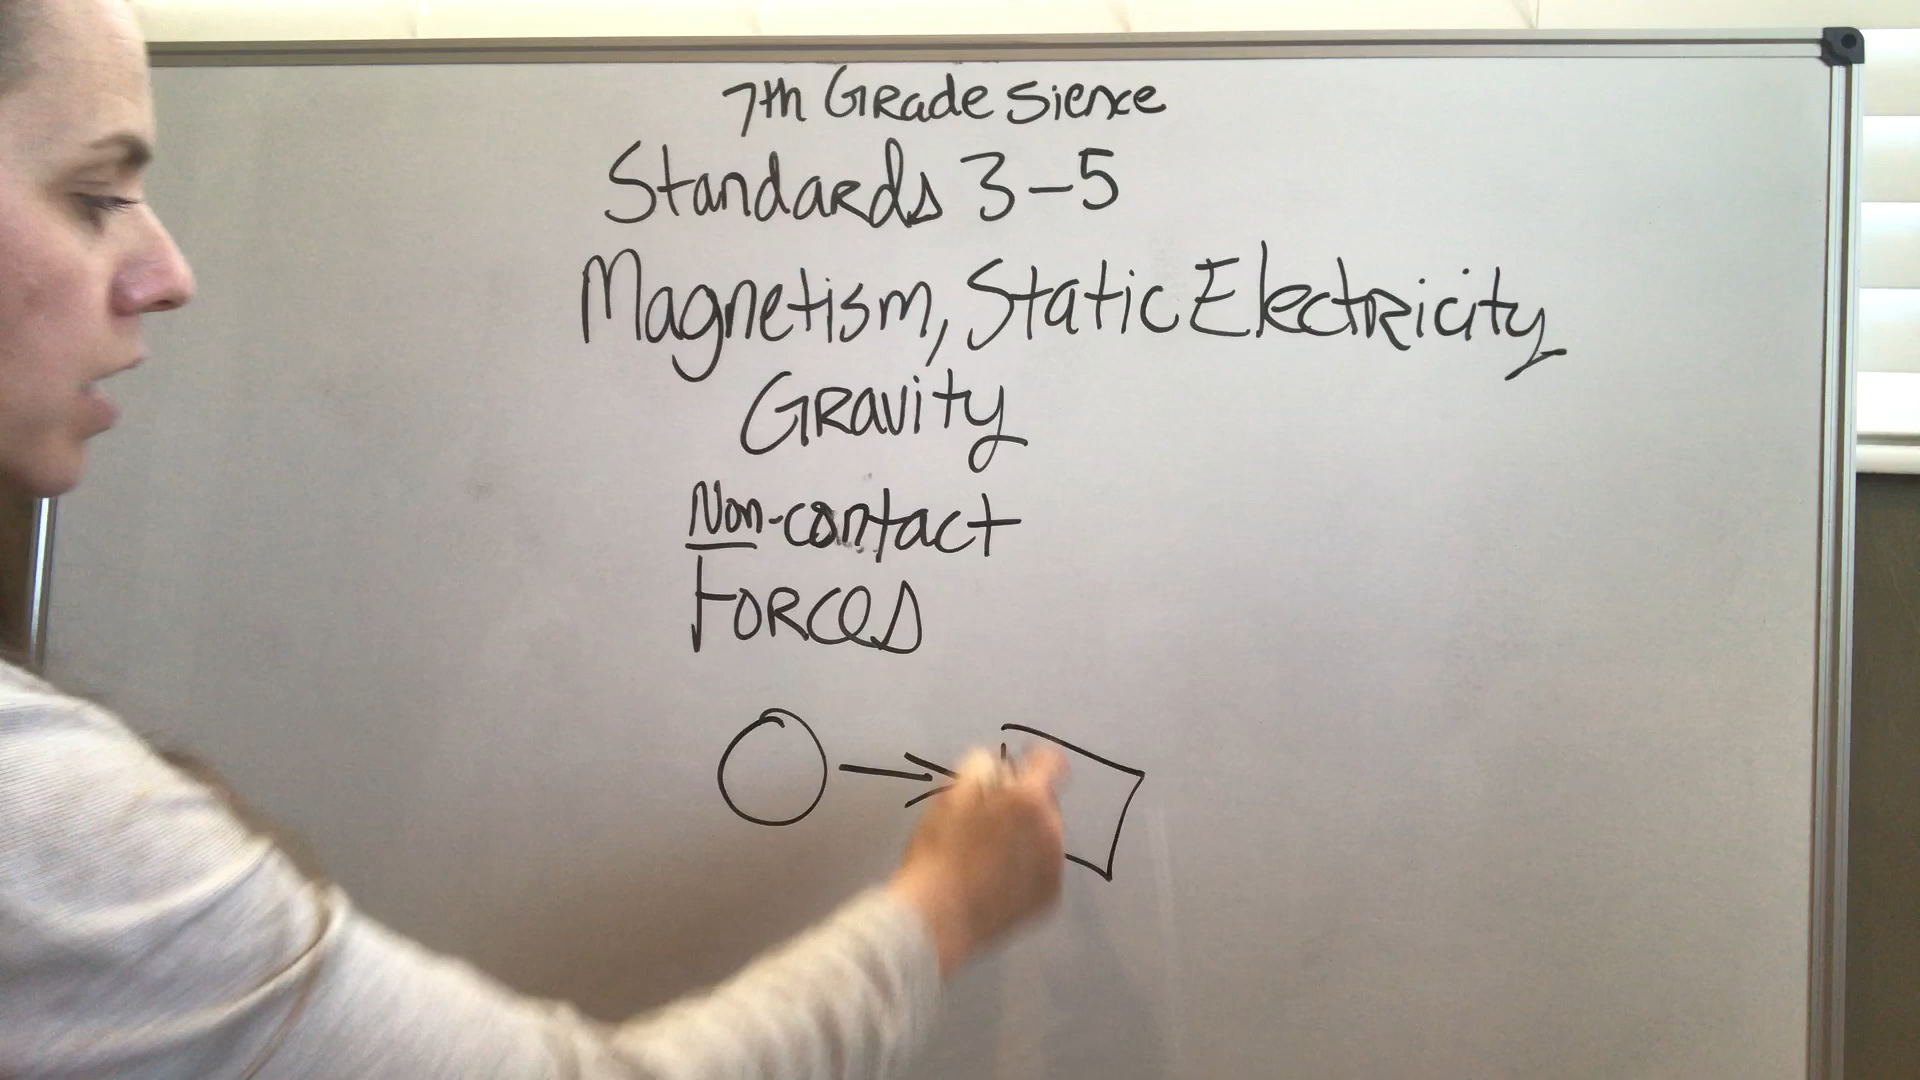 7th Grade Sience
Standards 3-5
Magnetism, Static Electricity
Gravity
Non-contact
Forces